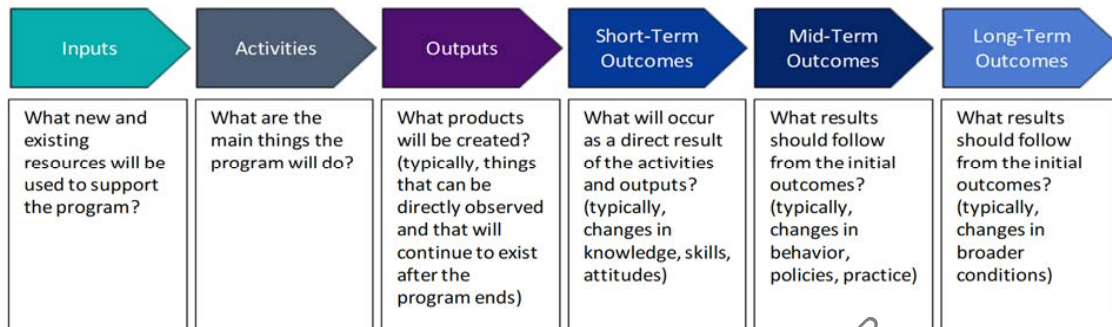 Inputs
Activities
Outputs
Short-Term
Outcomes
Mid-Term
Outcomes
Long-Term
Outcomes
What new and
existing
resources will be
used to support
the program?
What are the
main things the
program will do?
What products
will be created?
(typically, things
that can be
directly observed
and that will
continue to exist
after the
program ends)
What will occur
as a direct result
of the activities
and outputs?
(typically,
changes in
knowledge, skills,
attitudes)
What results
should follow
from the initial
outcomes?
(typically,
changes in
behavior,
policies, practice)
What results
should follow
from the initial
outcomes?
(typically,
changes in
broader
conditions)